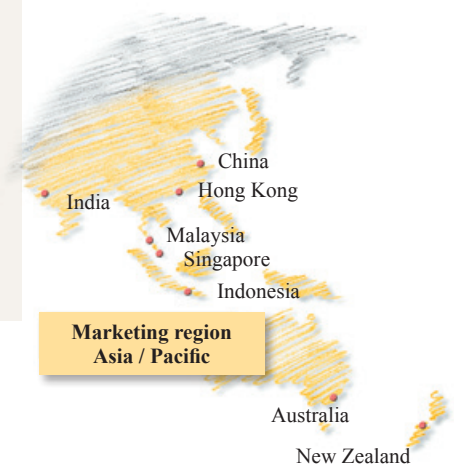 China
Hong Kong
India
Malaysia
Singapore
Indonesia
Marketing region
Asia / Pacific
Australia
New Zealand